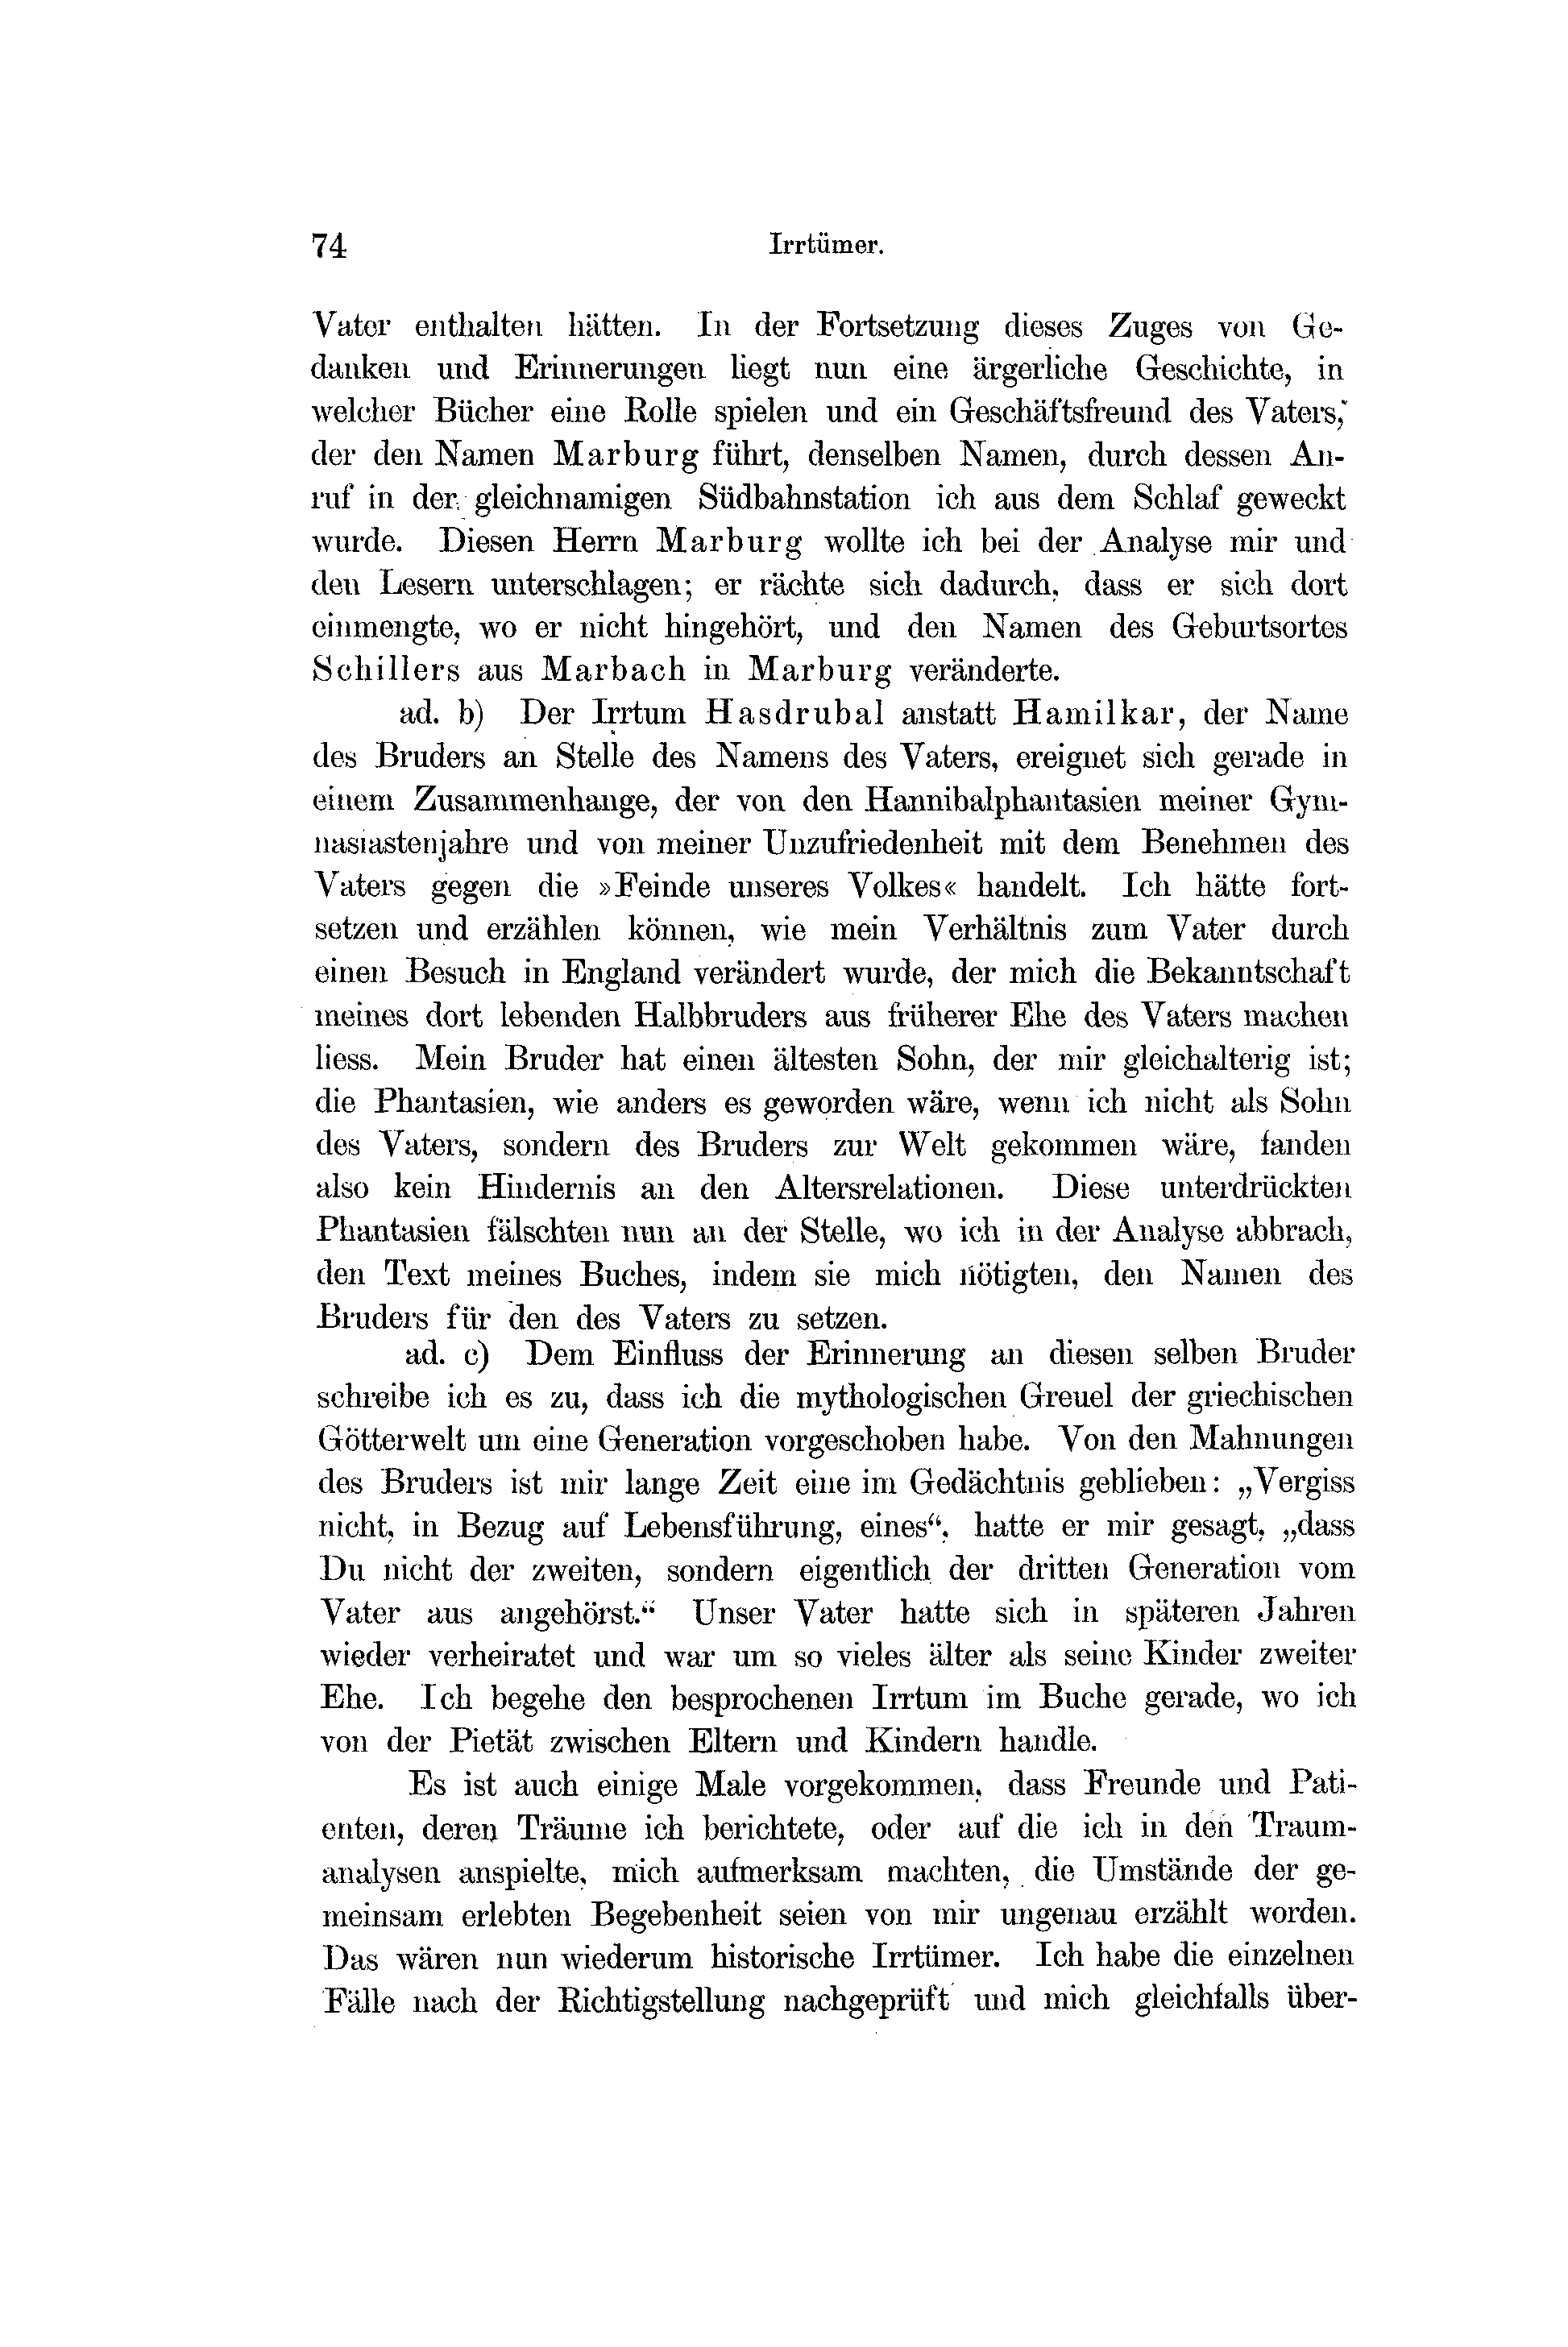 74 Irrtümer.
Vater enthalten hätten. In der Fortsetzung dieses Zuges von Ge-
danken und Erinnerungen liegt nun eine ärgerliche Geschichte, in
welcher Bücher eine Rolle spielen und ein Geschäftsfreund des Vaters,
der den Namen Marburg führt, denselben Namen, durch dessen An-
ruf in der gleichnamigen Südbahnstation ich aus dem Schlaf geweckt
wurde. Diesen Herrn Marburg wollte ich bei der Analyse mir und
den Lesern unterschlagen; er rächte sich dadurch, dass er sich dort
einmengte, wo er nicht hingehört, und den Namen des Geburtsortes
Schillers aus Marbach in Marburg veränderte.
ad. b) Der Irrtum Hasdrubal anstatt Hamilkar, der Name
des Bruders an Stelle des Namens des Vaters, ereignet sich gerade in
einem Zusammenhange, der von den Hannibalphantasien meiner Gym-
nasiastenjahre und von meiner Unzufriedenheit mit dem Benehmen des
Vaters gegen die »Feinde unseres Volkes« handelt. Ich hätte fort-
setzen und erzählen können, wie mein Verhältnis zum Vater durch
einen Besuch in England verändert wurde, der mich die Bekanntschaft
meines dort lebenden Halbbruders aus früherer Ehe des Vaters machen
liess. Mein Bruder hat einen ältesten Sohn, der mir gleichalterig ist;
die Phantasien, wie anders es geworden wäre, wenn ich nicht als Sohn
des Vaters, sondern des Bruders zur Welt gekommen wäre, fanden
also kein Hindernis an den Altersrelationen. Diese unterdrückten
Phantasien fälschten nun an der Stelle, wo ich in der Analyse abbrach,
den Text meines Buches, indem sie mich nötigten, den Namen des
Bruders für den des Vaters zu setzen.
ad. c) Dem Einfluss der Erinnerung an diesen selben Bruder
schreibe ich es zu, dass ich die mythologischen Greuel der griechischen
Götterwelt um eine Generation vorgeschoben habe. Von den Mahnungen
des Bruders ist mir lange Zeit eine im Gedächtnis geblieben: „Vergiss
nicht, in Bezug auf Lebensführung, eines“, hatte er mir gesagt, „dass
Du nicht der zweiten, sondern eigentlich der dritten Generation vom
Vater aus angehörst.“ Unser Vater hatte sich in späteren Jahren
wieder verheiratet und war um so vieles älter als seine Kinder zweiter
Ehe. Ich begehe den besprochenen Irrtum im Buche gerade, wo ich
von der Pietät zwischen Eltern und Kindern handle.
Es ist auch einige Male vorgekommen, dass Freunde und Pati-
enten, deren Träume ich berichtete, oder auf die ich in den Traum-
analysen anspielte, mich aufmerksam machten, die Umstände der ge-
meinsam erlebten Begebenheit seien von mir ungenau erzählt worden.
Das wären nun wiederum historische Irrtümer. Ich habe die einzelnen
Fälle nach der Richtigstellung nachgeprüft und mich gleichfalls über-